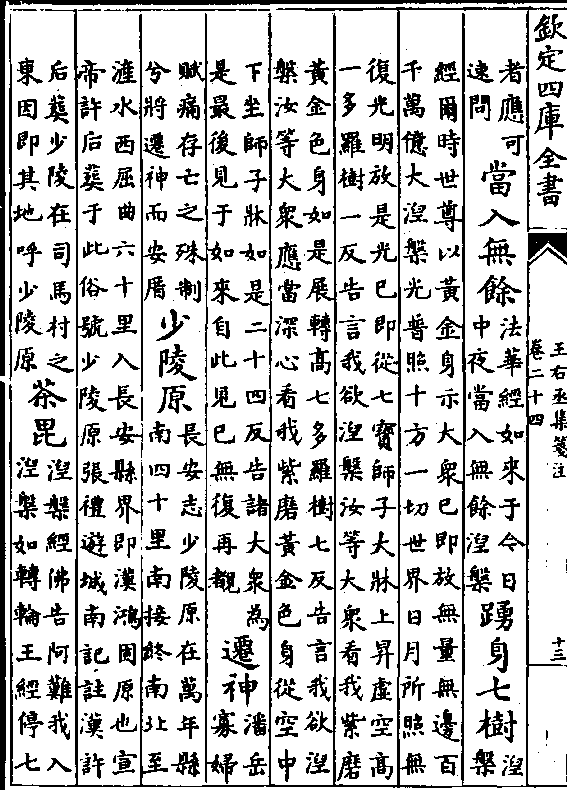 欽定四庫全書
王右丞集箋注
卷二十四
十三
者應可
速問
當入無餘
法華經如來于今日
中夜當入無餘涅槃
踴身七樹
涅
槃
經爾時世尊以黃金身示大衆已即放無量無邊百
千萬億大涅槃光普照十方一切世界日月所照無
復光明放是光已即從七寶師子大牀上昇虛空高
一多羅樹一反告言我欲涅槃汝等大衆看我紫磨
黃金色身如是展轉高七多羅樹七反告言我欲涅
槃汝等大衆應當深心看我紫磨黃金色身從空中
下坐師子牀如是二十四反告諸大衆為
是最後見于如來自此見已無復再覩
遷神
潘岳
寡婦
賦痛存亡之殊制
兮將遷神而安厝
少陵原
長安志少陵原在萬年縣
南四十里南接終南北至
滻水西屈曲六十里入長安縣界即漢鴻固原也宣
帝許后葬于此俗號少陵原張禮遊城南記註漢許
后葬少陵在司馬村之
東因即其地呼少陵原
茶毘
涅槃經佛告阿難我入
涅槃如轉輪王經停七